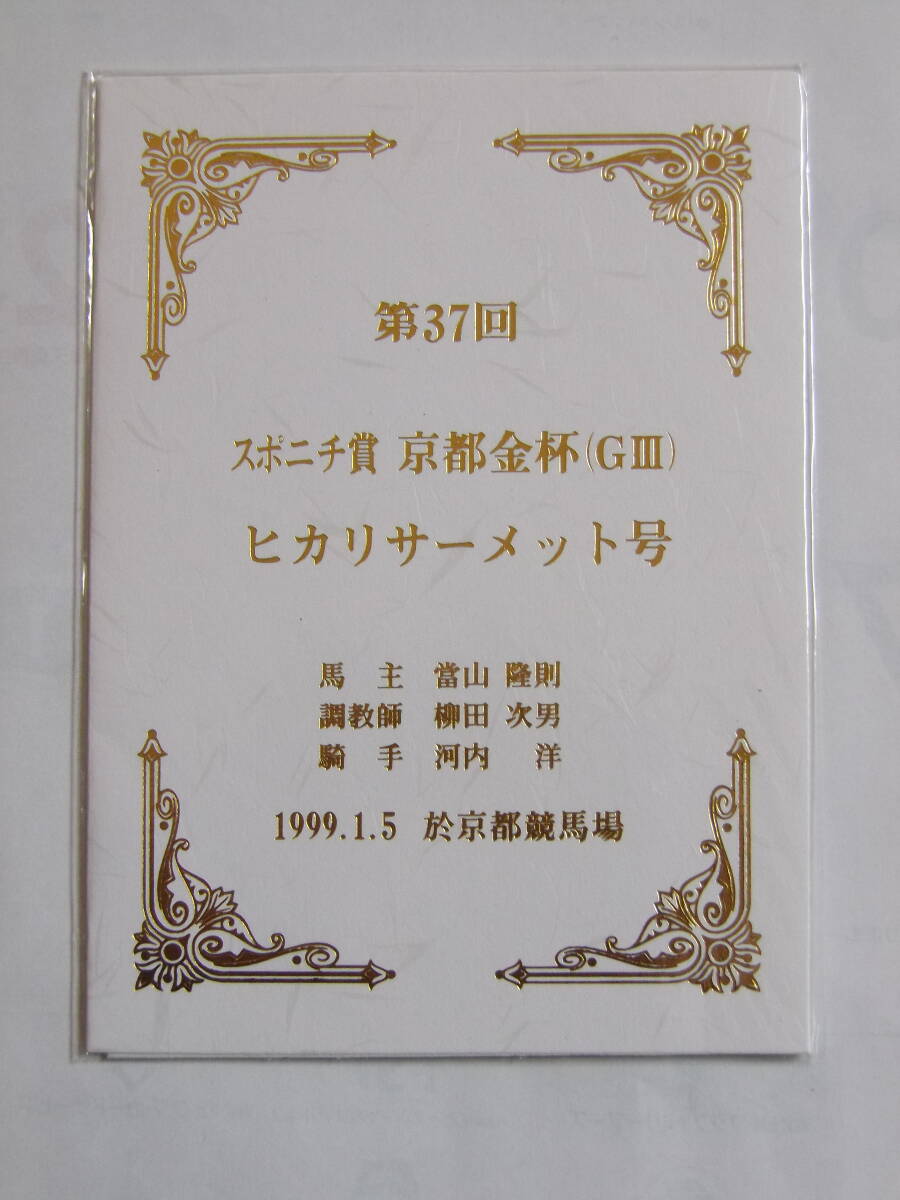 第37回
スポニチ賞 京都金杯(GⅢ)
ヒカリサーメット号
馬 主 當山 隆則
調教師 柳田 次男
騎 手 河内 洋
1999.1.5 於京都競馬場